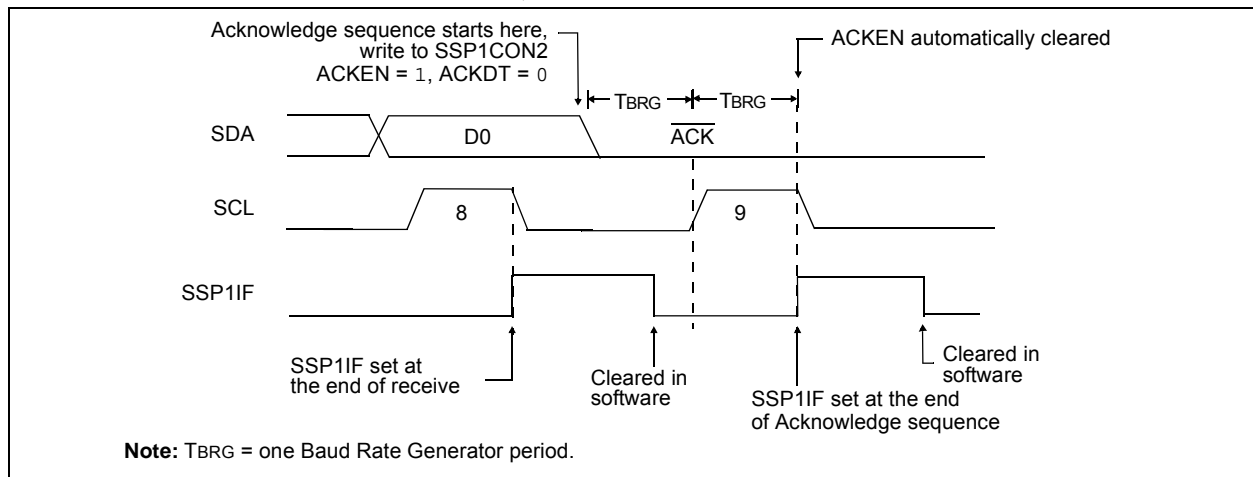 Acknowledge sequence starts here,
write to SSP1CON2
ACKEN = 1, ACKDT = 0
ACKEN automatically cleared
TBRG
TBRG
SDA
D0
ACK
SCL
8
9
SSP1IF
SSP1IF set at
the end of receive
Cleared in
software
SSP1IF set at the end
of Acknowledge sequence
Cleared in
software
Note: TBRG = one Baud Rate Generator period.